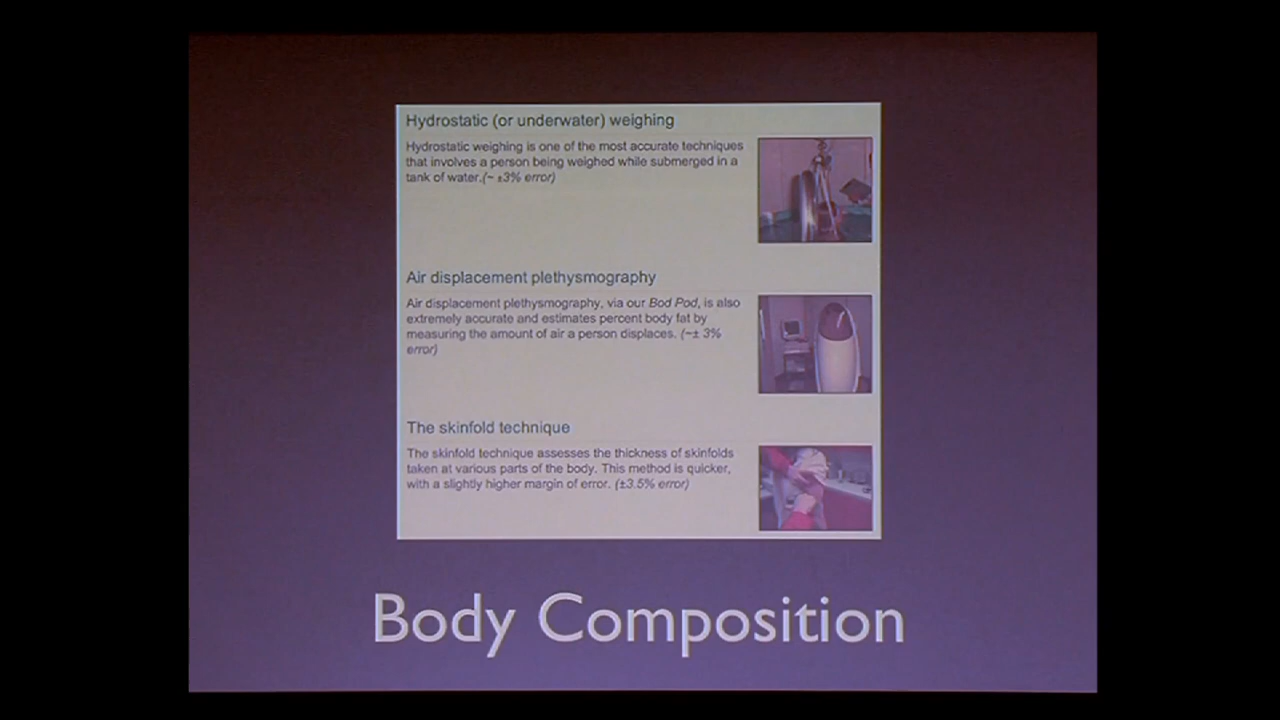 Hydrostatic (or underwater) weighing
Hydrostatic weighing is one of the most accurate techniques
that involves a person being weighed while submerged in a
tank of water.(~ ±3% error)
Air displacement plethysmography
Air displacement plethysmography, via our Bod Pod, is also
extremely accurate and estimates percent body fat by
measuring the amount of air a person displaces. (~± 3%
error)
The skinfold technique
The skinfold technique assesses the thickness of skinfolds
taken at various parts of the body. This method is quicker,
with a slightly higher margin of error. (±3.5% error)
Body Composition